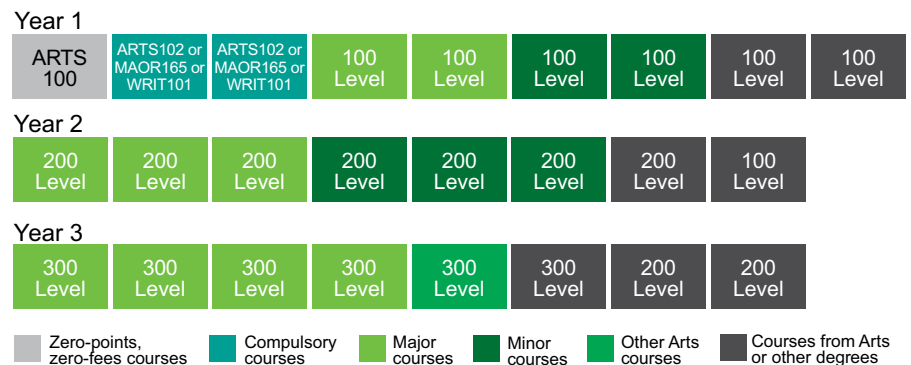 Year 1
ARTS
100
ARTS102 or
MAOR165 or
WRIT101
ARTS102 or
MAOR165 or
WRIT101
100
Level
100
Level
100
Level
100
Level
100
Level
100
Level
Year 2
200
Level
200
Level
200
Level
200
Level
200
Level
200
Level
200
Level
100
Level
Year 3
300
Level
300
Level
300
Level
300
Level
300
Level
300
Level
200
Level
200
Level
Zero-points,
zero-fees courses
Compulsory
courses
Major
courses
Minor
courses
Other Arts
courses
Courses from Arts
or other degrees